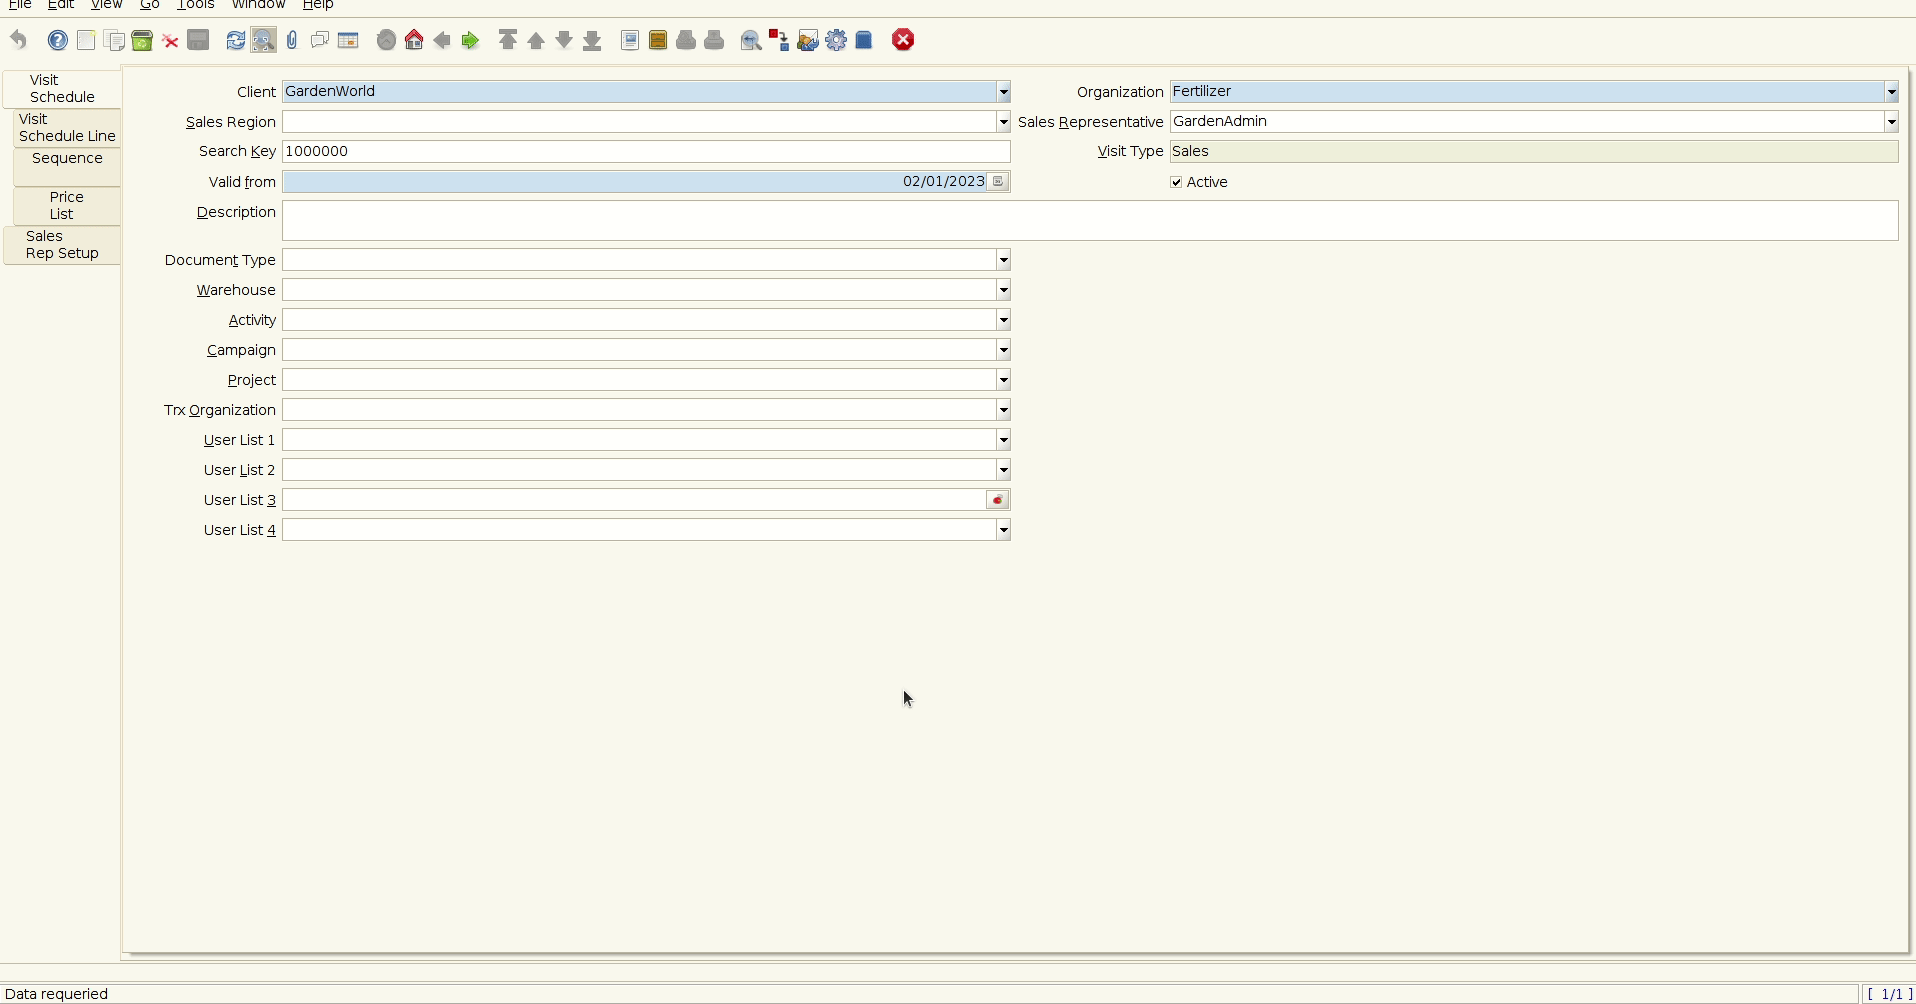 File Edit View Go Tools Window Help
Visit
Schedule
Visit
Schedule Line
Sequence
Price
List
Sales
Rep Setup
Client GardenWorld Organization Fertilizer
Sales Region Sales Representative GardenAdmin
Search Key 1000000 Visit Type Sales
Valid from 02/01/2023 Active
Description
Document Type
Warehouse
Activity
Campaign
Project
Trx Organization
User List 1
User List 2
User List 3
User List 4
Data requeried [ 1/1 ]